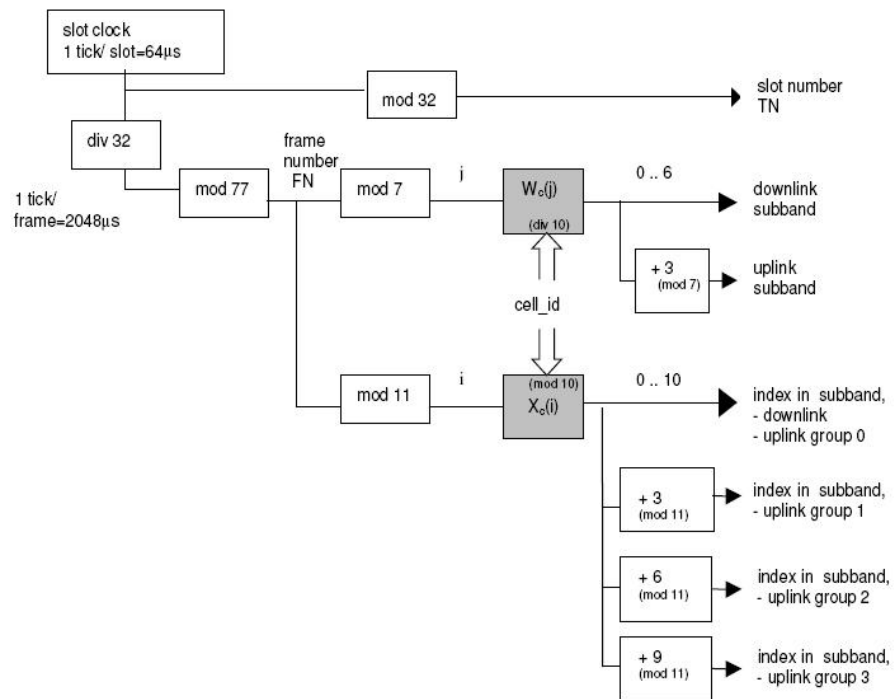 slot clock
1 tick/ slot=64μs
mod 32
slot number
TN
div 32
1 tick/
frame=2048μs
mod 77
frame
number
FN
mod 7
j
W_c(j)
(div 10)
0 .. 6
downlink
subband
+ 3
(mod 7)
uplink
subband
cell_id
mod 11
i
(mod 10)
X_c(i)
0 .. 10
index in subband,
- downlink
- uplink group 0
+ 3
(mod 11)
index in subband,
- uplink group 1
+ 6
(mod 11)
index in subband,
- uplink group 2
+ 9
(mod 11)
index in subband,
- uplink group 3